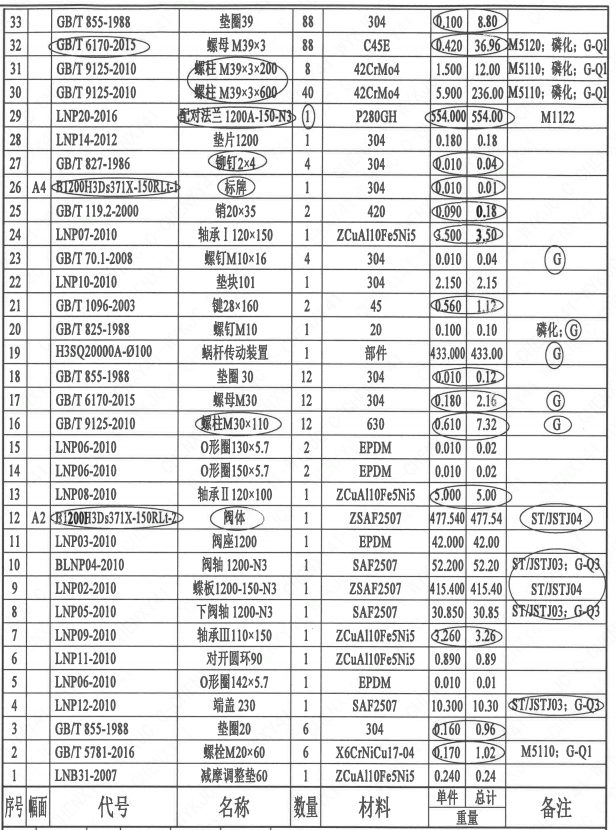 33 GB/T 855-1988 垫圈39 88 304 0.100 8.80
32 GB/T 6170-2015 螺母 M39×3 88 C45E 0.420 36.96 M5120; 磷化; G-Q1
31 GB/T 9125-2010 螺柱 M39×3×200 8 42CrMo4 1.500 12.00 M5110; 磷化; G-Q1
30 GB/T 9125-2010 螺柱 M39×3×600 40 42CrMo4 5.900 236.00 M5110; 磷化; G-Q1
29 LNP20-2016 配对法兰 1200A-150-N3 1 P280GH 554.000 554.00 M1122
28 LNP14-2012 垫片1200 1 304 0.180 0.18
27 GB/T 827-1986 铆钉2×4 4 304 0.010 0.04
26 A4 B1200H3Ds371X-150RLt-1 标牌 1 304 0.010 0.01
25 GB/T 119.2-2000 销20×35 2 420 0.090 0.18
24 LNP07-2010 轴承Ⅰ120×150 1 ZCuAl10Fe5Ni5 3.500 3.50
23 GB/T 70.1-2008 螺钉M10×16 4 304 0.010 0.04 G
22 LNP10-2010 垫块101 1 304 2.150 2.15
21 GB/T 1096-2003 键28×160 2 45 0.560 1.12
20 GB/T 825-1988 螺钉M10 1 20 0.100 0.10 磷化; G
19 H3SQ20000A-Ø100 蜗杆传动装置 1 部件 433.000 433.00 G
18 GB/T 855-1988 垫圈 30 12 304 0.010 0.12
17 GB/T 6170-2015 螺母M30 12 304 0.180 2.16 G
16 GB/T 9125-2010 螺柱M30×110 12 630 0.610 7.32 G
15 LNP06-2010 O形圈130×5.7 2 EPDM 0.010 0.02
14 LNP06-2010 O形圈150×5.7 2 EPDM 0.010 0.02
13 LNP08-2010 轴承Ⅱ120×100 1 ZCuAl10Fe5Ni5 5.000 5.00
12 A2 B1200H3Ds371X-150RLt-2 阀体 1 ZSAF2507 477.540 477.54 ST/JSTJ04
11 LNP03-2010 阀座1200 1 EPDM 42.000 42.00
10 BLNP04-2010 阀轴 1200-N3 1 SAF2507 52.200 52.20 ST/JSTJ03; G-Q3
9 LNP02-2010 蝶板1200-150-N3 1 ZSAF2507 415.400 415.40 ST/JSTJ04
8 LNP05-2010 下阀轴 1200-N3 1 SAF2507 30.850 30.85 ST/JSTJ03; G-Q3
7 LNP09-2010 轴承Ⅲ110×150 1 ZCuAl10Fe5Ni5 3.260 3.26
6 LNP11-2010 对开圆环90 1 ZCuAl10Fe5Ni5 0.890 0.89
5 LNP06-2010 O形圈142×5.7 1 EPDM 0.010 0.01
4 LNP12-2010 端盖 230 1 SAF2507 10.300 10.30 ST/JSTJ03; G-Q3
3 GB/T 855-1988 垫圈20 6 304 0.160 0.96
2 GB/T 5781-2016 螺栓M20×60 6 X6CrNiCu17-04 0.170 1.02 M5110; G-Q1
1 LNB31-2007 减摩调整垫60 1 ZCuAl10Fe5Ni5 0.240 0.24
序号 幅面 代号 名称 数量 材料 单件 总计 备注
重量